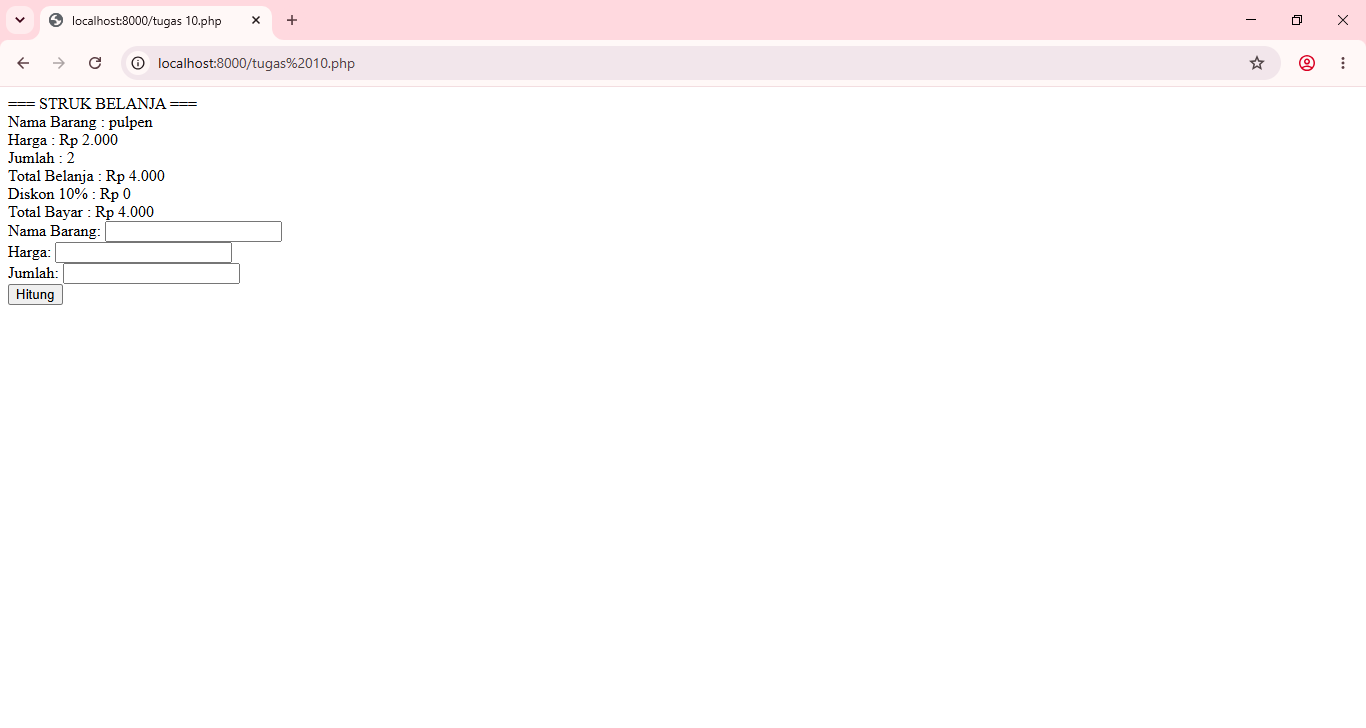 localhost:8000/tugas 10.php
localhost:8000/tugas%2010.php
=== STRUK BELANJA ===
Nama Barang : pulpen
Harga : Rp 2.000
Jumlah : 2
Total Belanja : Rp 4.000
Diskon 10% : Rp 0
Total Bayar : Rp 4.000
Nama Barang:
Harga:
Jumlah:
Hitung